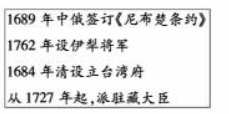 1689 年中俄签订《尼布楚条约》
1762 年设伊犁将军
1684 年清设立台湾府
从 1727 年起,派驻藏大臣